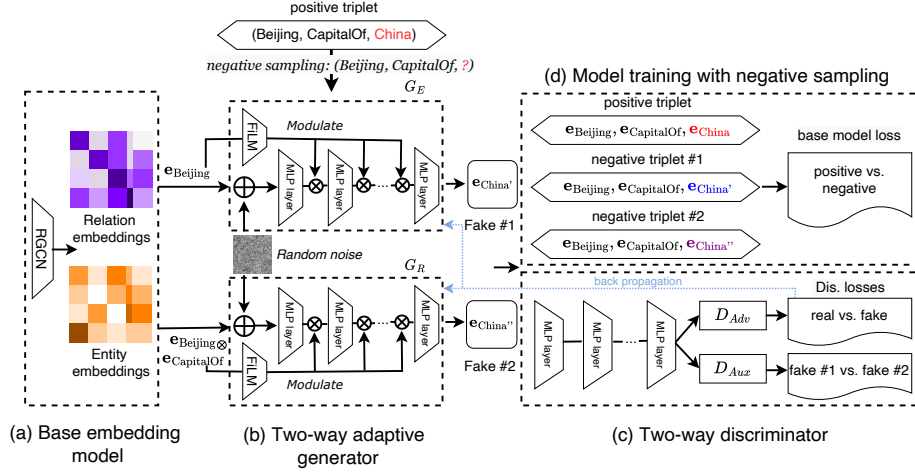 positive triplet
(Beijing, CapitalOf, China)
negative sampling: (Beijing, CapitalOf, ?)
G_E
FiLM
Modulate
e_Beijing
MLP layer
MLP layer
MLP layer
e_China'
Fake #1
RGCN
Relation
embeddings
Entity
embeddings
Random noise
G_R
MLP layer
MLP layer
MLP layer
e_China''
Fake #2
e_Beijing ⊗
e_CapitalOf
FiLM
Modulate
(a) Base embedding
model
(b) Two-way adaptive
generator
(d) Model training with negative sampling
positive triplet
e_Beijing, e_CapitalOf, e_China
negative triplet #1
e_Beijing, e_CapitalOf, e_China'
negative triplet #2
e_Beijing, e_CapitalOf, e_China''
base model loss
positive vs.
negative
back propagation
MLP layer
MLP layer
MLP layer
D_Adv
D_Aux
Dis. losses
real vs. fake
fake #1 vs. fake #2
(c) Two-way discriminator